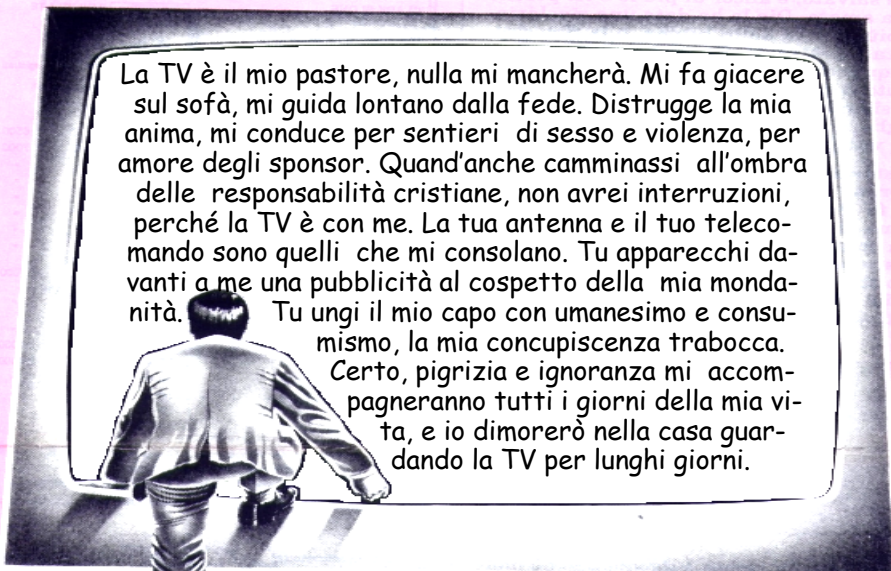 La TV è il mio pastore, nulla mi mancherà. Mi fa giacere
sul sofà, mi guida lontano dalla fede. Distrugge la mia
anima, mi conduce per sentieri di sesso e violenza, per
amore degli sponsor. Quand'anche camminassi all'ombra
delle responsabilità cristiane, non avrei interruzioni,
perché la TV è con me. La tua antenna e il tuo teleco-
mando sono quelli che mi consolano. Tu apparecchi da-
vanti a me una pubblicità al cospetto della mia monda-
nità. Tu ungi il mio capo con umanesimo e consu-
mismo, la mia concupiscenza trabocca.
Certo, pigrizia e ignoranza mi accom-
pagneranno tutti i giorni della mia vi-
ta, e io dimorerò nella casa guar-
dando la TV per lunghi giorni.